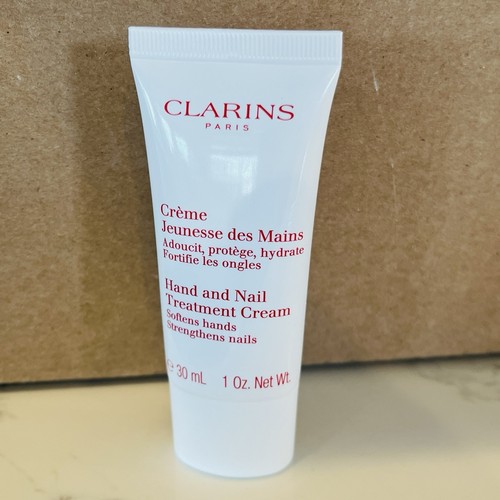 CLARINS
PARIS
Crème
Jeunesse des Mains
Adoucit, protège, hydrate
Fortifie les ongles
Hand and Nail
Treatment Cream
Softens hands
Strengthens nails
℮ 30 mL 1 Oz. Net Wt.